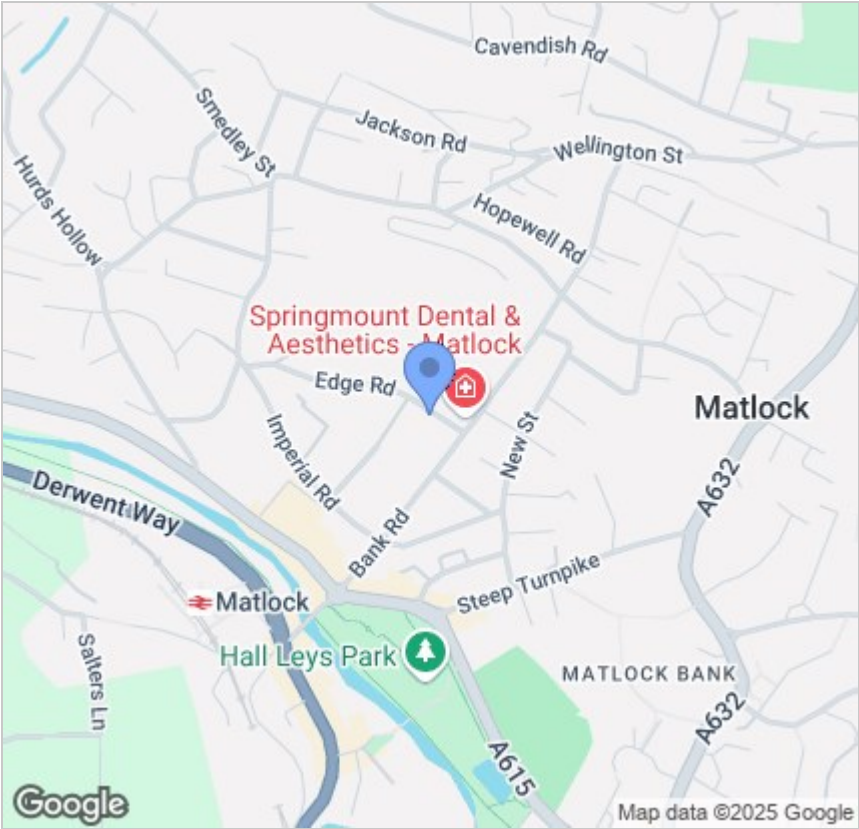 Cavendish Rd
Smedley St
Jackson Rd
Wellington St
Hurds Hollow
Hopewell Rd
Springmount Dental &
Aesthetics - Matlock
Edge Rd
Matlock
Imperial Rd
New St
A632
Derwent Way
Bank Rd
Steep Turnpike
Matlock
Hall Leys Park
Salters Ln
MATLOCK BANK
A632
A615
Google
Map data ©2025 Google